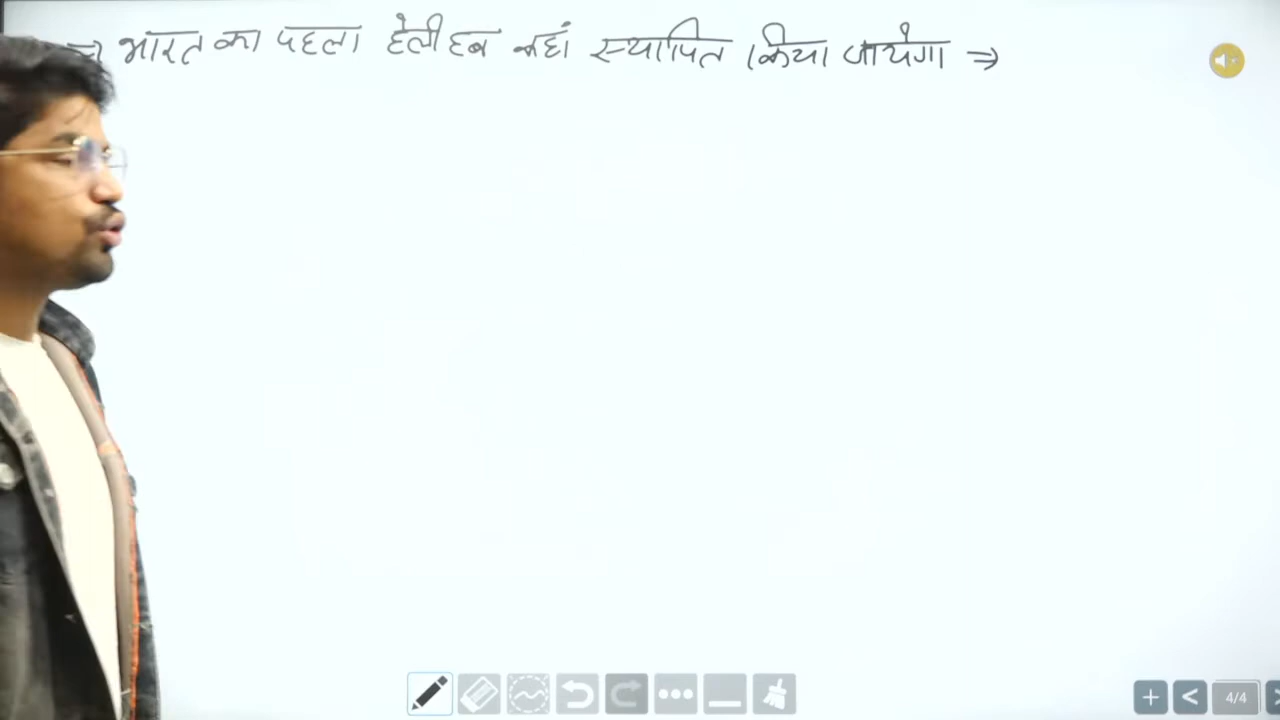 ⇒ भारत का पहला हेली हब कहां स्थापित किया जायेगा ⇒
4/4